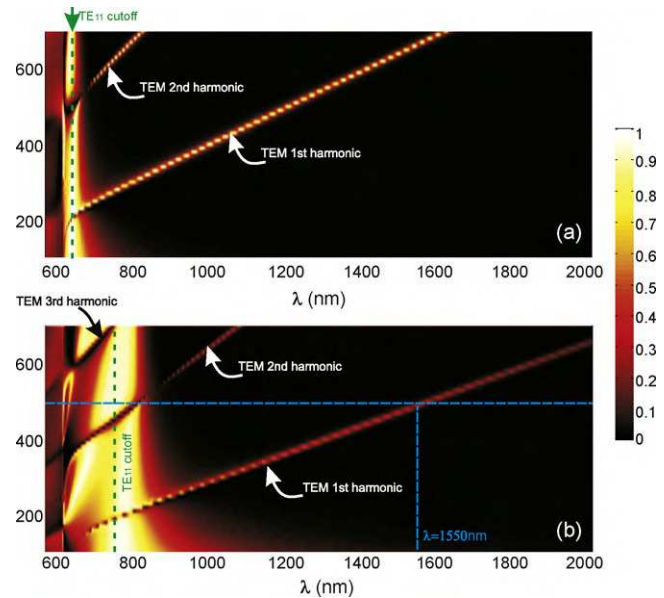 TE11 cutoff
600
TEM 2nd harmonic
400
TEM 1st harmonic
200
(a)
600 800 1000 1200 1400 1600 1800 2000
λ (nm)
TEM 3rd harmonic
600
TEM 2nd harmonic
400
TE11 cutoff
TEM 1st harmonic
200
λ=1550nm
(b)
600 800 1000 1200 1400 1600 1800 2000
λ (nm)
1
0.9
0.8
0.7
0.6
0.5
0.4
0.3
0.2
0.1
0